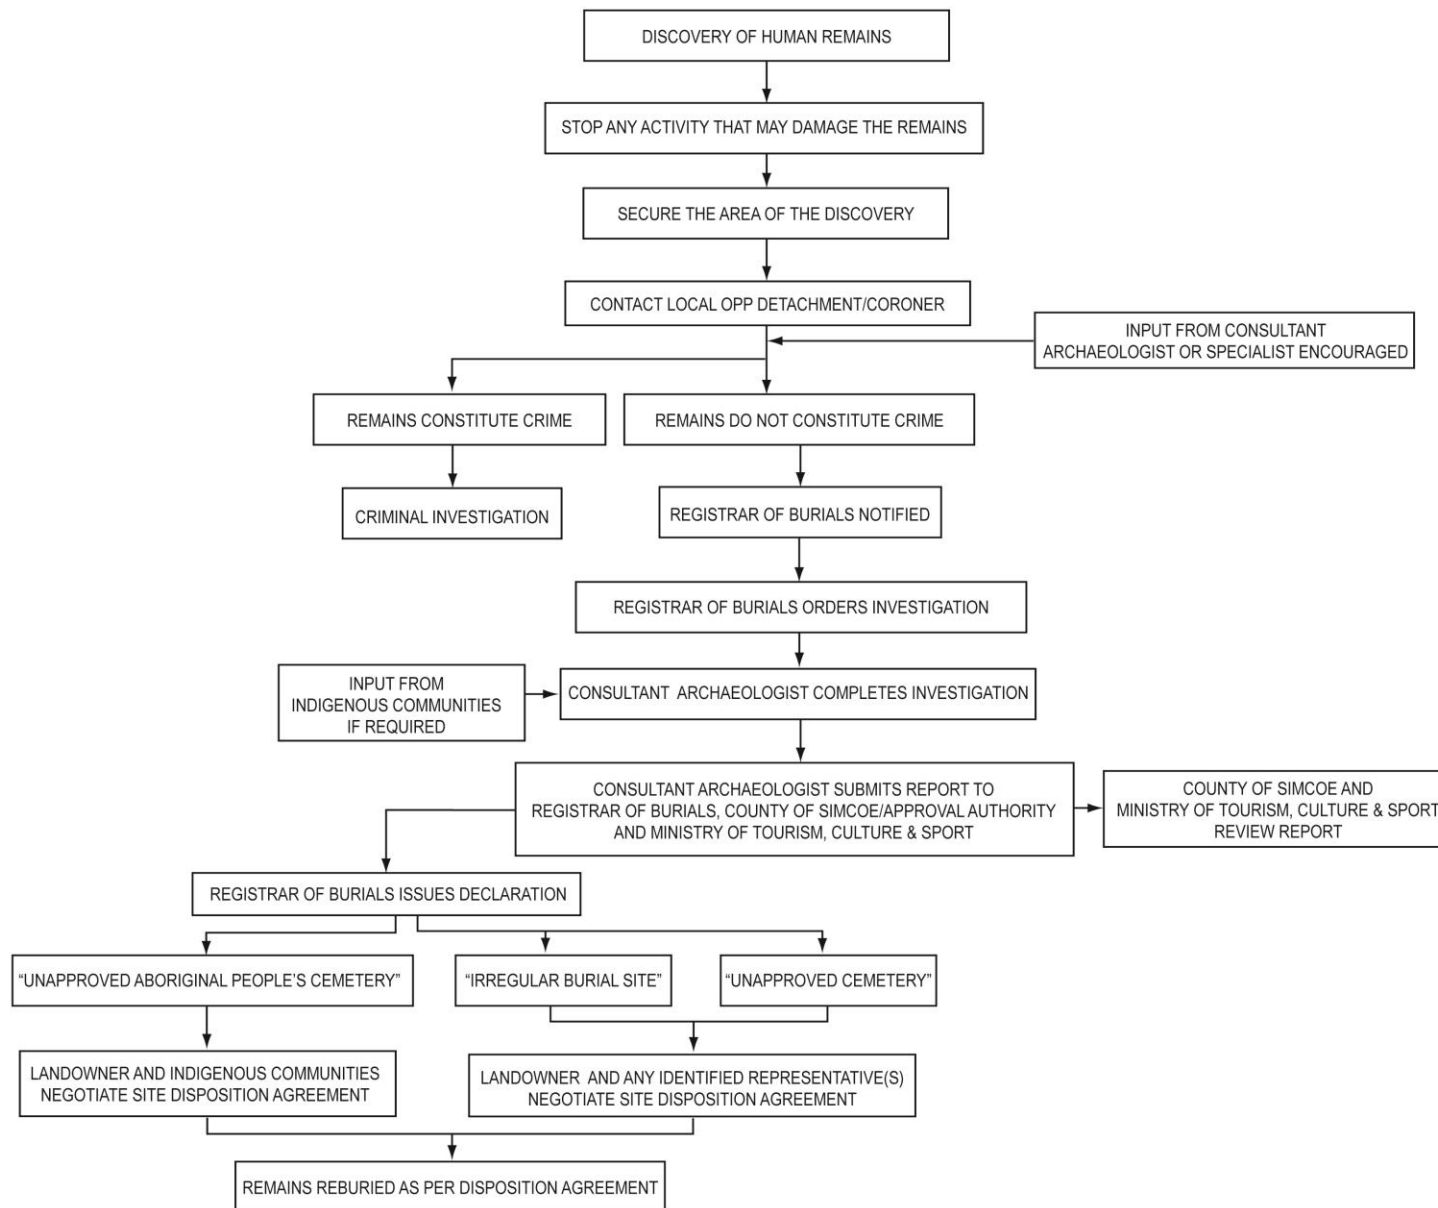 DISCOVERY OF HUMAN REMAINS
STOP ANY ACTIVITY THAT MAY DAMAGE THE REMAINS
SECURE THE AREA OF THE DISCOVERY
CONTACT LOCAL OPP DETACHMENT/CORONER
INPUT FROM CONSULTANT
ARCHAEOLOGIST OR SPECIALIST ENCOURAGED
REMAINS CONSTITUTE CRIME
REMAINS DO NOT CONSTITUTE CRIME
CRIMINAL INVESTIGATION
REGISTRAR OF BURIALS NOTIFIED
REGISTRAR OF BURIALS ORDERS INVESTIGATION
INPUT FROM
INDIGENOUS COMMUNITIES
IF REQUIRED
CONSULTANT ARCHAEOLOGIST COMPLETES INVESTIGATION
CONSULTANT ARCHAEOLOGIST SUBMITS REPORT TO
REGISTRAR OF BURIALS, COUNTY OF SIMCOE/APPROVAL AUTHORITY
AND MINISTRY OF TOURISM, CULTURE & SPORT
COUNTY OF SIMCOE AND
MINISTRY OF TOURISM, CULTURE & SPORT
REVIEW REPORT
REGISTRAR OF BURIALS ISSUES DECLARATION
“UNAPPROVED ABORIGINAL PEOPLE’S CEMETERY”
“IRREGULAR BURIAL SITE”
“UNAPPROVED CEMETERY”
LANDOWNER AND INDIGENOUS COMMUNITIES
NEGOTIATE SITE DISPOSITION AGREEMENT
LANDOWNER AND ANY IDENTIFIED REPRESENTATIVE(S)
NEGOTIATE SITE DISPOSITION AGREEMENT
REMAINS REBURIED AS PER DISPOSITION AGREEMENT